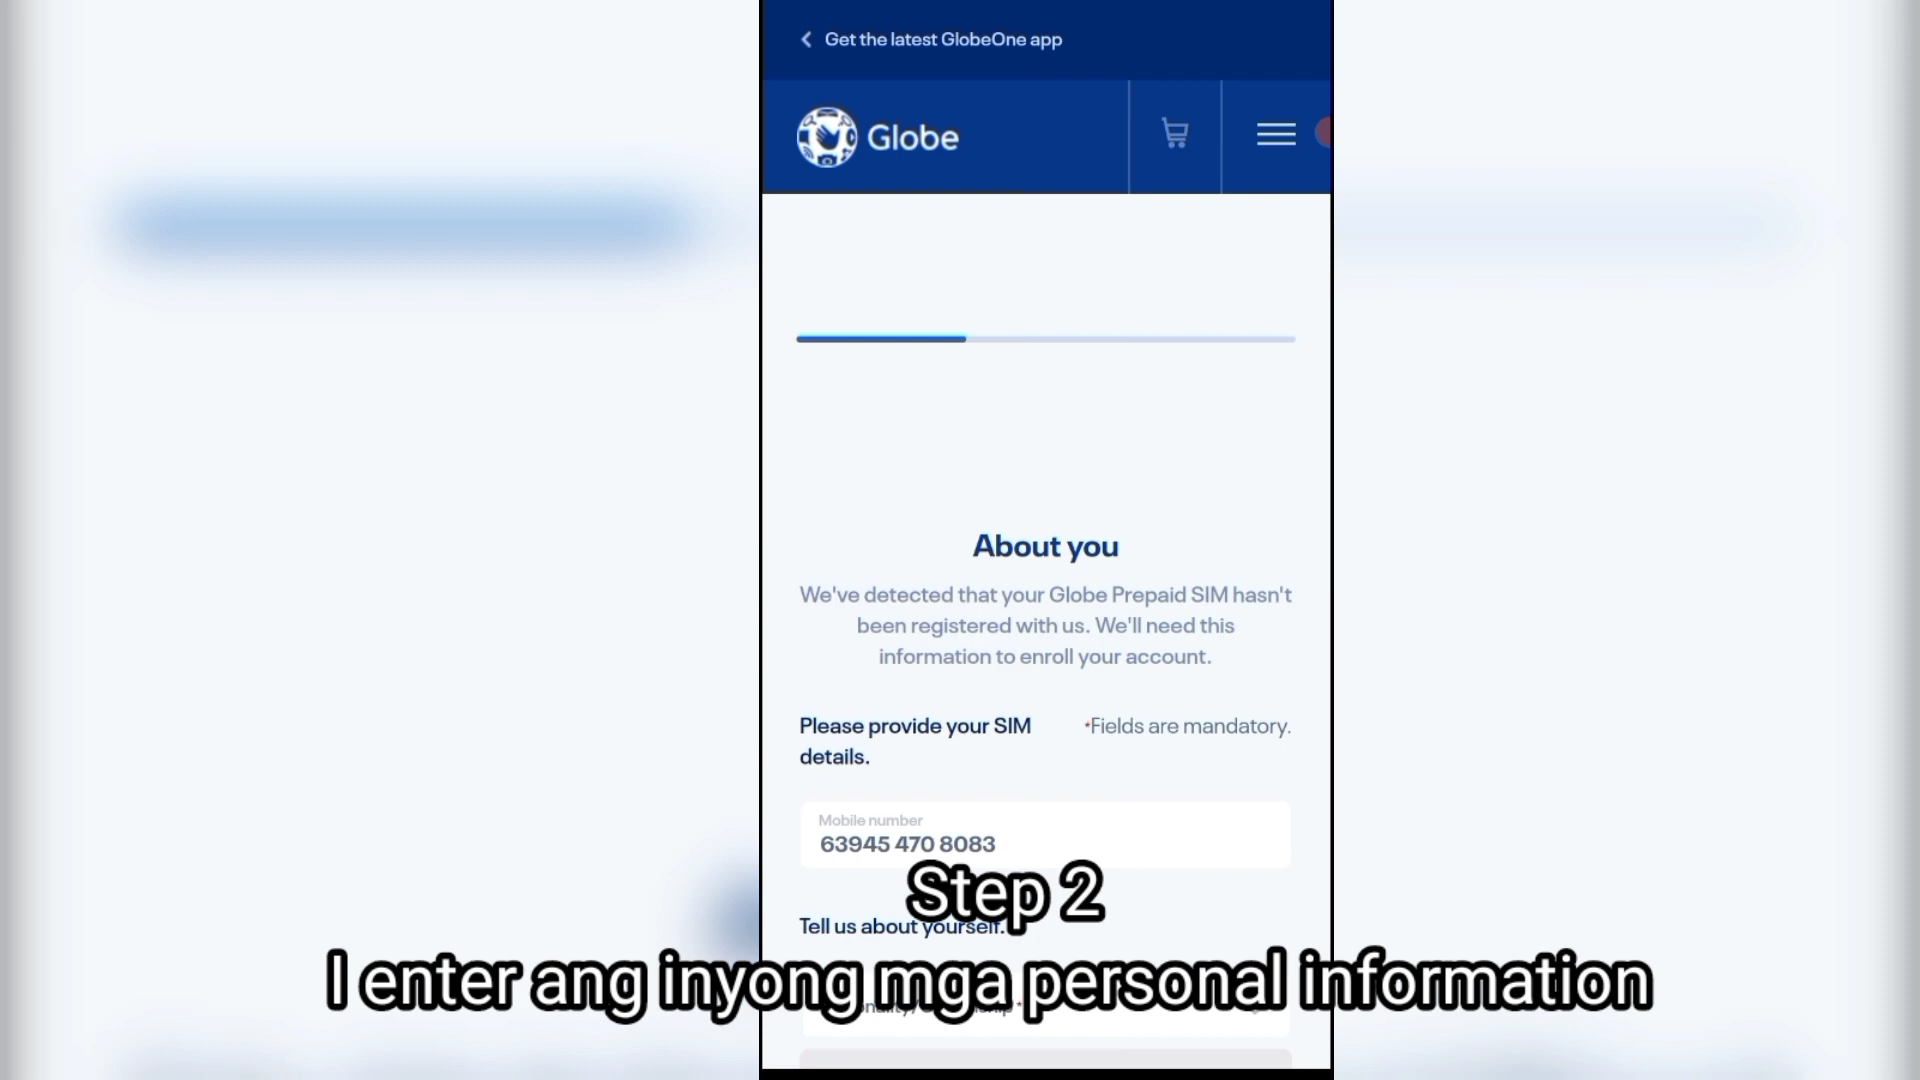 Get the latest GlobeOne app
Globe
About you
We've detected that your Globe Prepaid SIM hasn't
been registered with us. We'll need this
information to enroll your account.
Please provide your SIM
details.
*Fields are mandatory.
Mobile number
63945 470 8083
Step 2
Tell us about yourself.
I enter ang inyong mga personal information